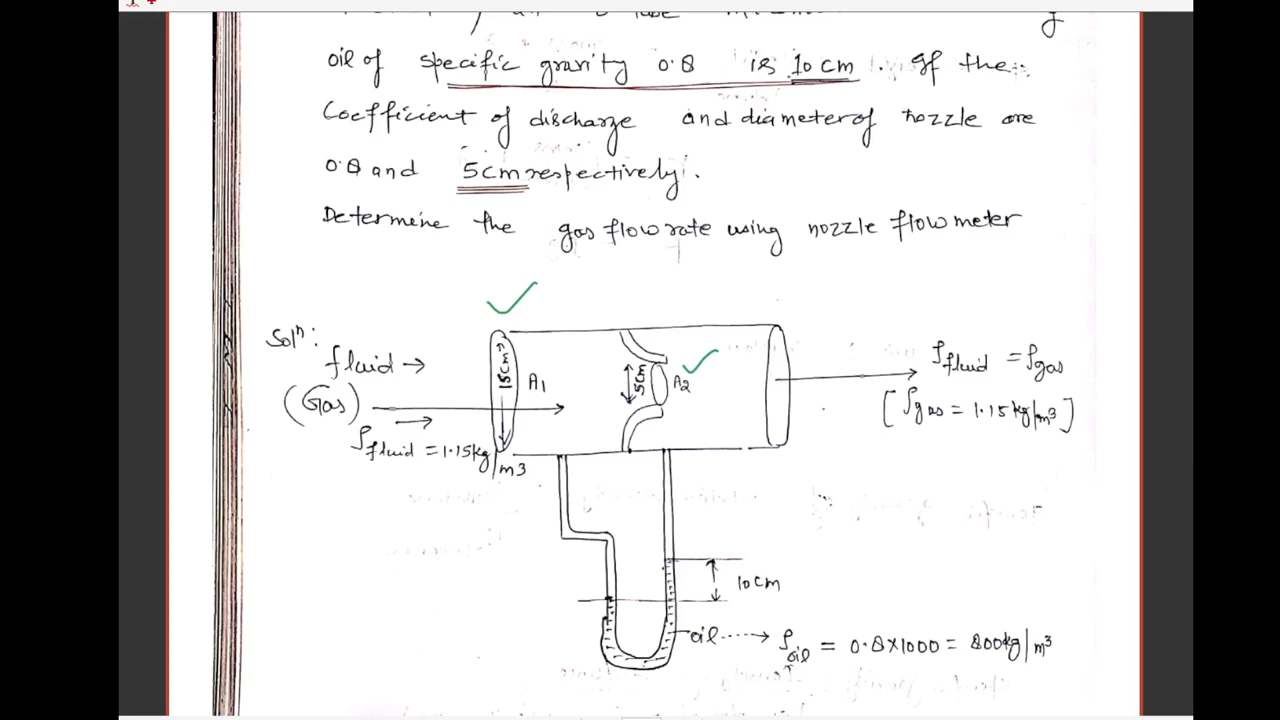 oil of specific gravity 0.8 is 10 cm. If the
Coefficient of discharge and diameter of nozzle are
0.8 and 5cm respectively.
Determine the gas flow rate using nozzle flow meter
Solⁿ:
fluid →
(Gas)
ρfluid = 1.15kg/m3
15cm
A1
5cm
A2
ρfluid = ρgas
[ρgas = 1.15kg/m³]
10cm
oil ----→ ρoil = 0.8×1000 = 800kg/m³